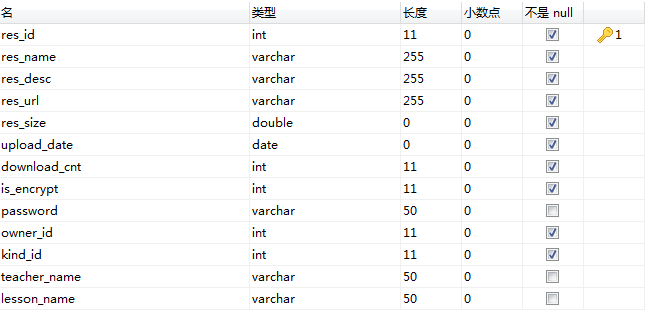 名 类型 长度 小数点 不是 null
res_id int 11 0 1
res_name varchar 255 0
res_desc varchar 255 0
res_url varchar 255 0
res_size double 0 0
upload_date date 0 0
download_cnt int 11 0
is_encrypt int 11 0
password varchar 50 0
owner_id int 11 0
kind_id int 11 0
teacher_name varchar 50 0
lesson_name varchar 50 0